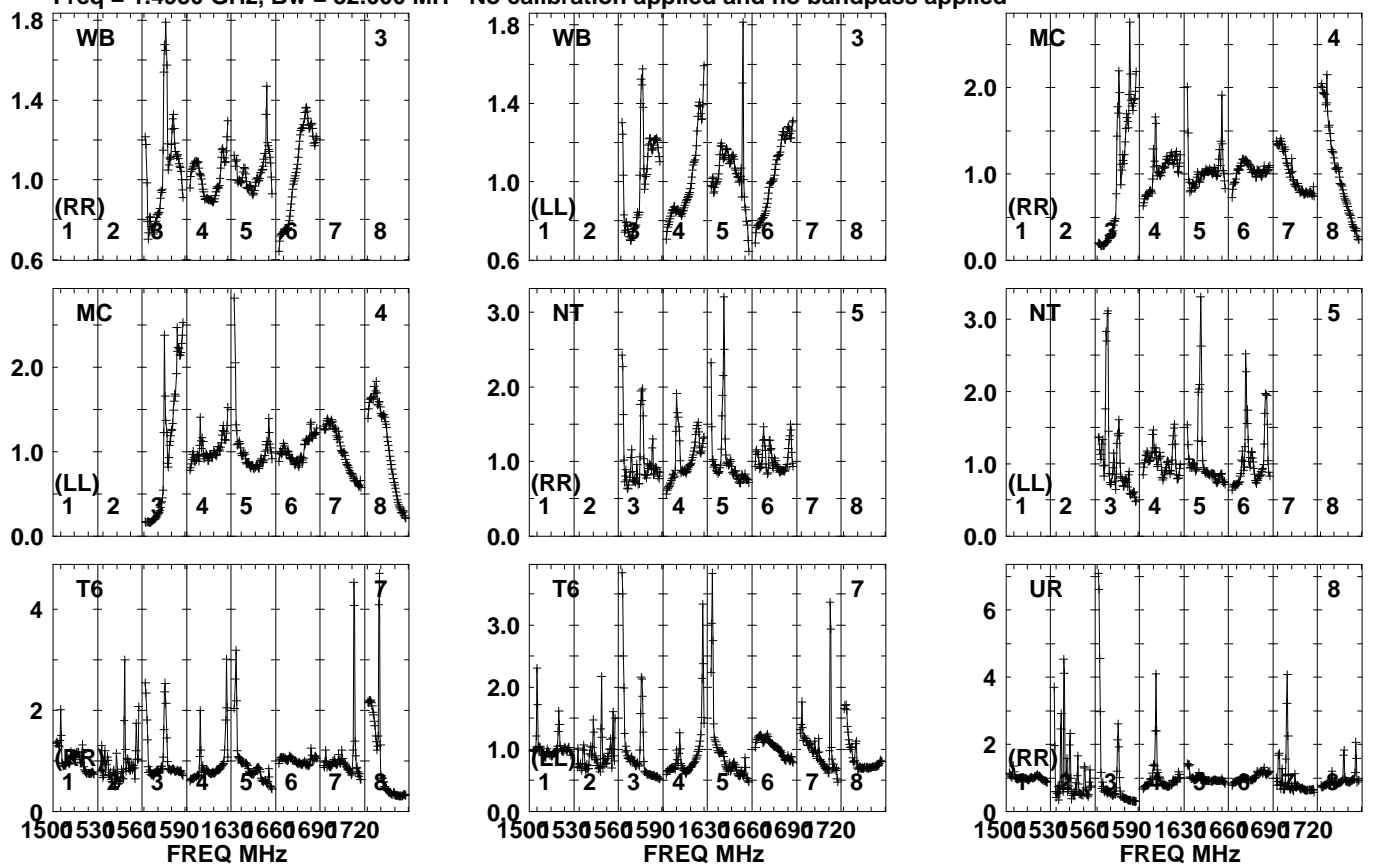 No calibration applied and no bandpass applied
1.8 WB 3 WB 3 MC 4
1.8
1.4 1.4 2.0
1.0 1.0 1.0
(RR) (LL) (RR)
1 2 3 4 5 6 7 8 1 2 3 4 5 6 7 8 1 2 3 4 5 6 7 8
0.6 0.6 0.0
MC 4 NT 5 NT 5
3.0 3.0
2.0 2.0 2.0
1.0 1.0 1.0
(LL) (RR) (LL)
1 2 3 4 5 6 7 8 1 2 3 4 5 6 7 8 1 2 3 4 5 6 7 8
0.0 0.0 0.0
T6 7 T6 7 UR 8
4 3.0 6
2 2.0 4
1.0 2
(RR) (LL) (RR)
1 2 3 4 5 6 7 8 1 2 3 4 5 6 7 8 1 2 3 4 5 6 7 8
0 0.0 0
1500 1530 1560 1590 1630 1660 1690 1720 1500 1530 1560 1590 1630 1660 1690 1720 1500 1530 1560 1590 1630 1660 1690 1720
FREQ MHz FREQ MHz FREQ MHz